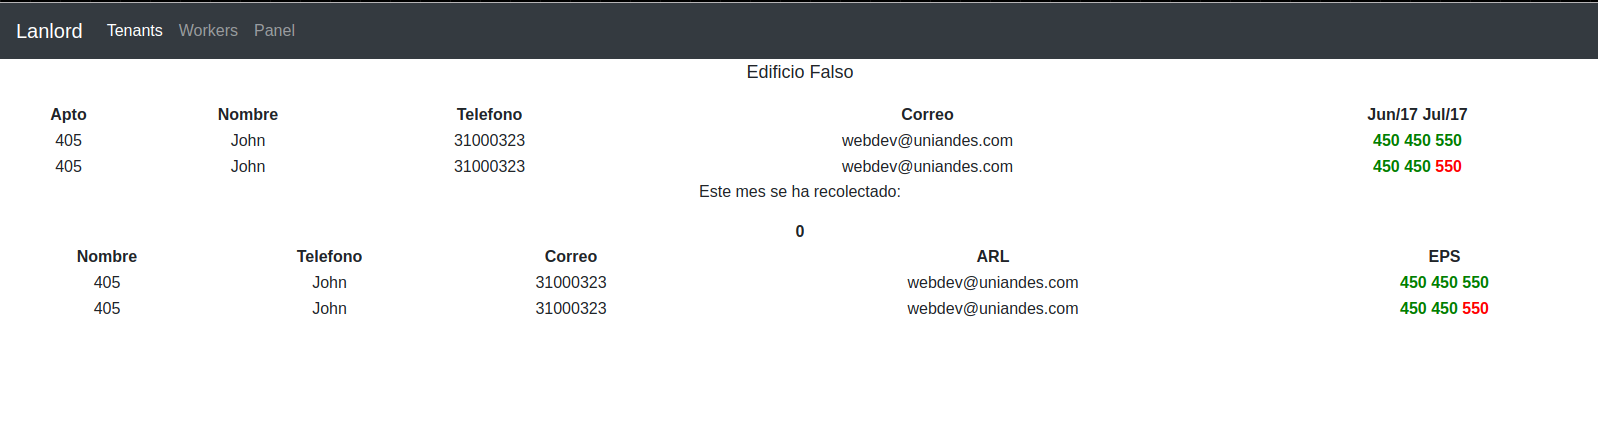 Lanlord Tenants Workers Panel
Edificio Falso
Apto Nombre Telefono Correo Jun/17 Jul/17
405 John 31000323 webdev@uniandes.com 450 450 550
405 John 31000323 webdev@uniandes.com 450 450 550
Este mes se ha recolectado:
0
Nombre Telefono Correo ARL EPS
405 John 31000323 webdev@uniandes.com 450 450 550
405 John 31000323 webdev@uniandes.com 450 450 550